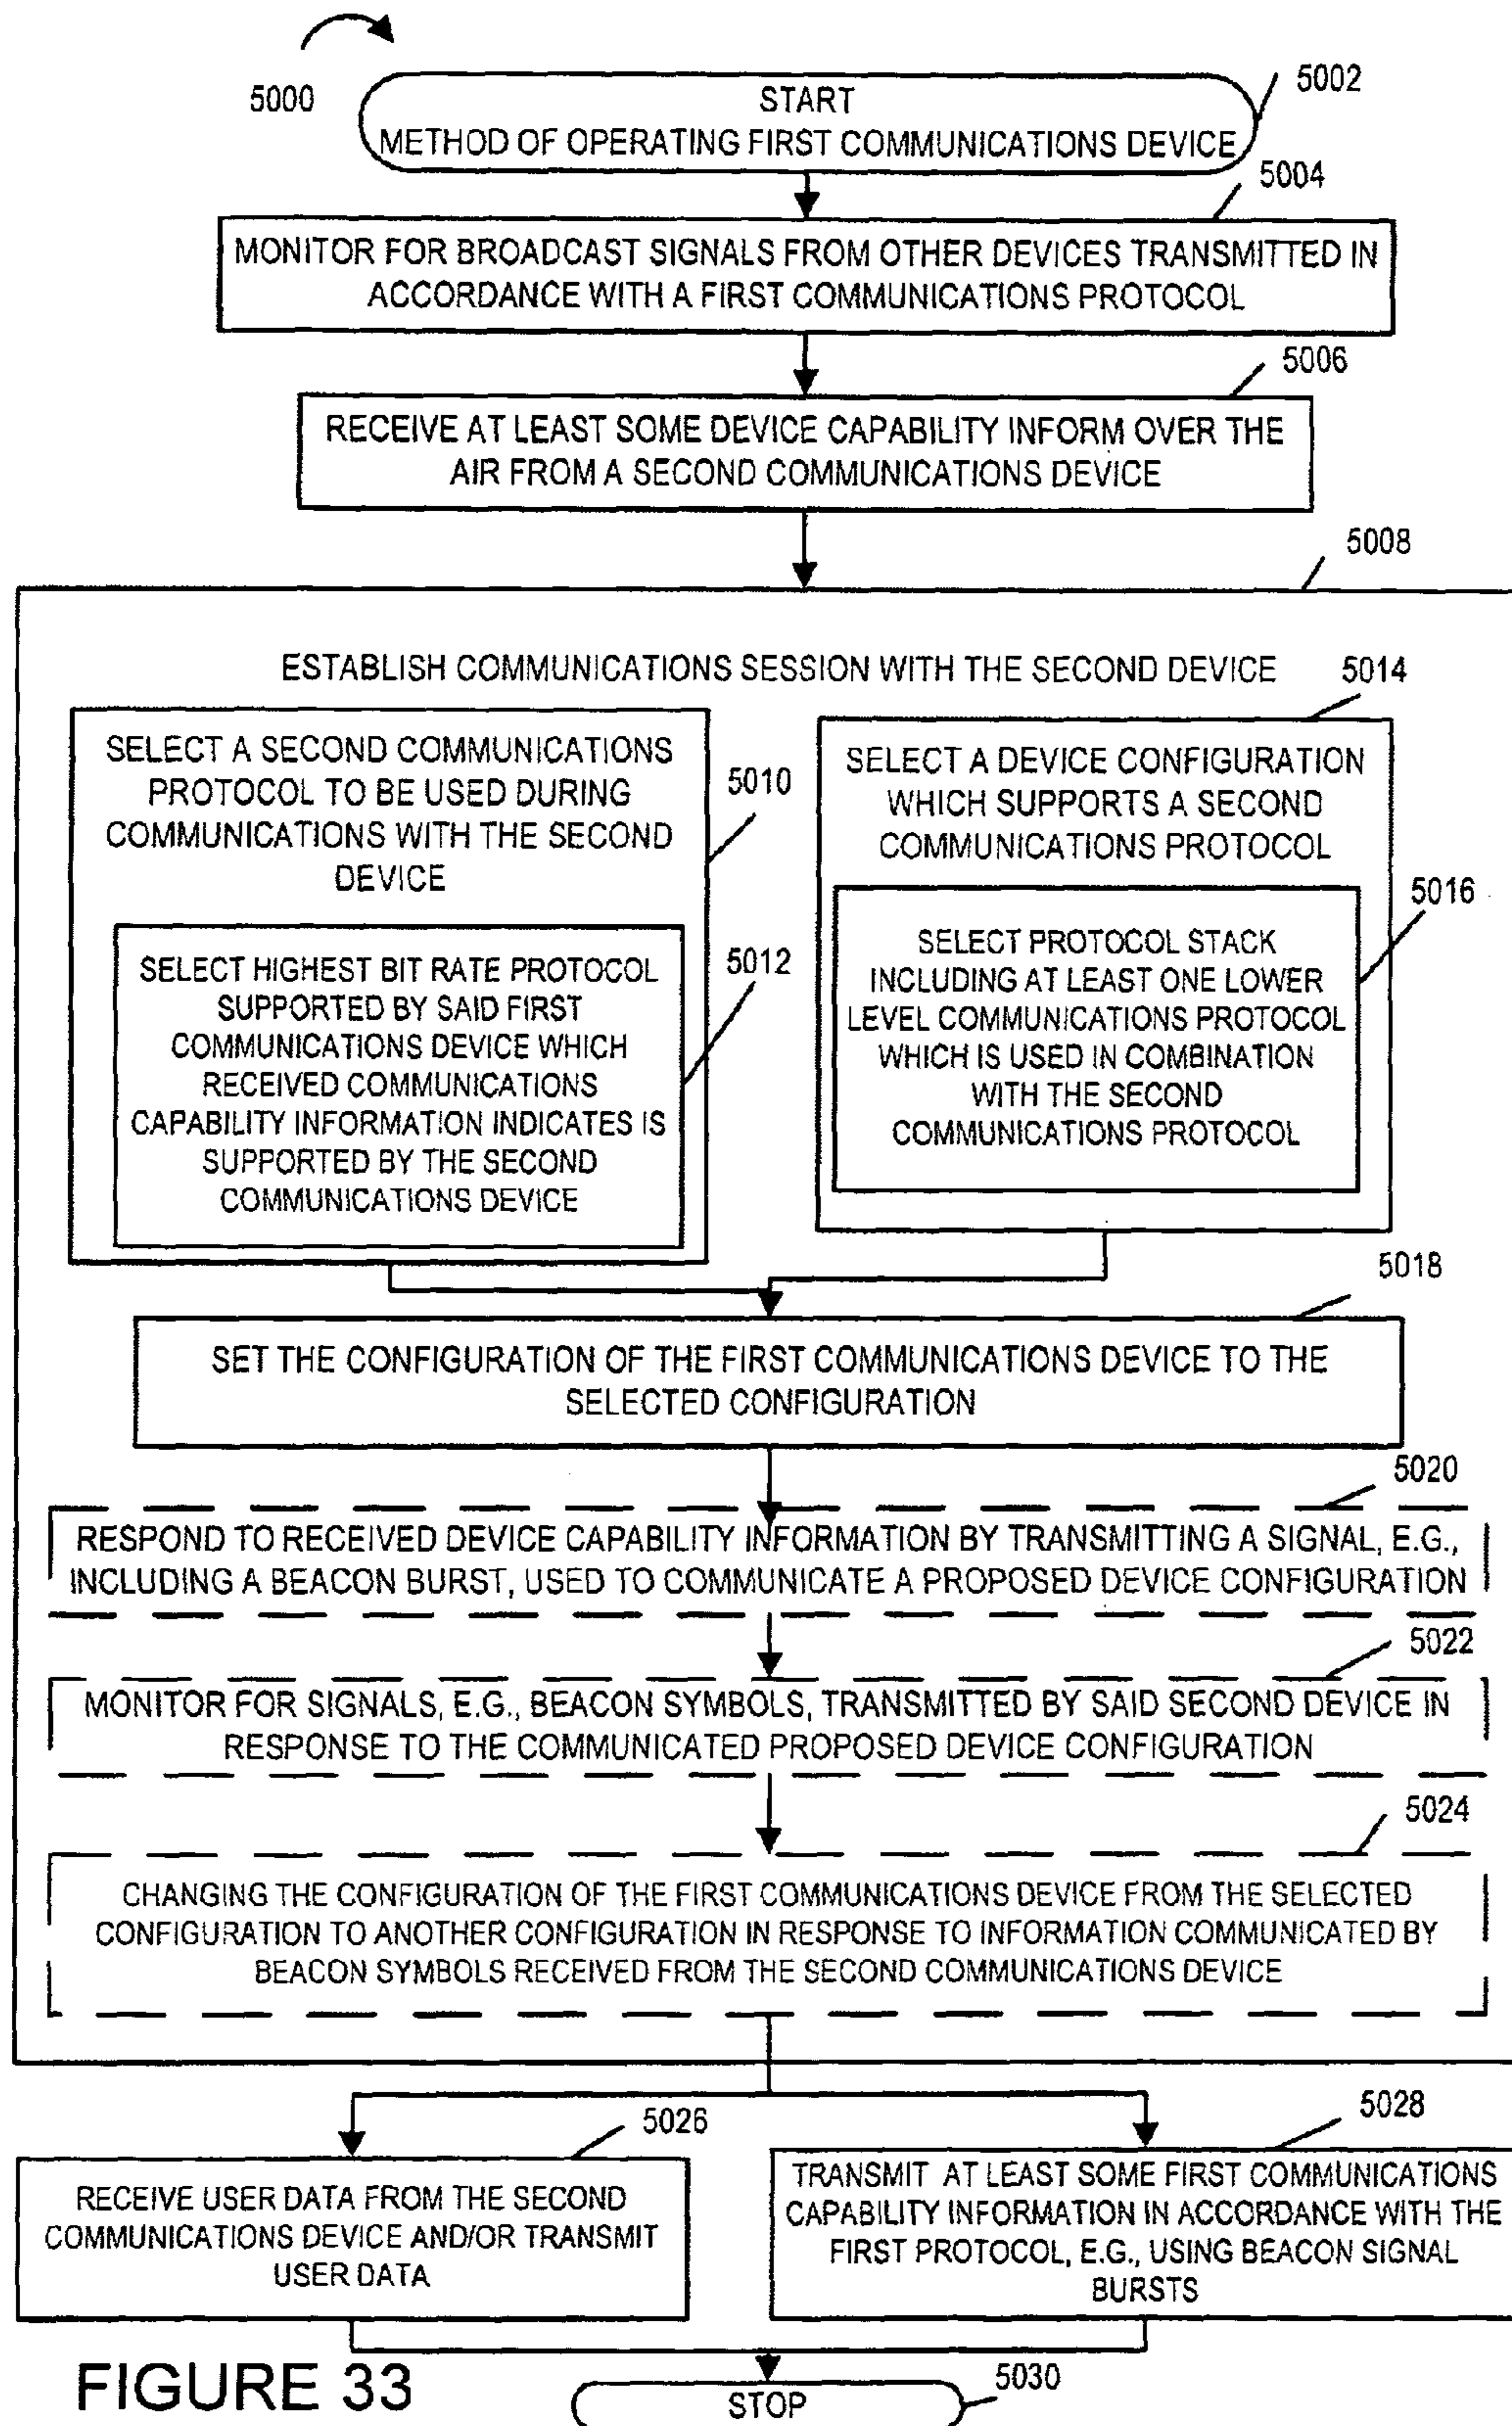 5000
START
METHOD OF OPERATING FIRST COMMUNICATIONS DEVICE
5002
5004
MONITOR FOR BROADCAST SIGNALS FROM OTHER DEVICES TRANSMITTED IN
ACCORDANCE WITH A FIRST COMMUNICATIONS PROTOCOL
5006
RECEIVE AT LEAST SOME DEVICE CAPABILITY INFORM OVER THE
AIR FROM A SECOND COMMUNICATIONS DEVICE
5008
ESTABLISH COMMUNICATIONS SESSION WITH THE SECOND DEVICE
SELECT A SECOND COMMUNICATIONS
PROTOCOL TO BE USED DURING
COMMUNICATIONS WITH THE SECOND
DEVICE
5010
SELECT HIGHEST BIT RATE PROTOCOL
SUPPORTED BY SAID FIRST
COMMUNICATIONS DEVICE WHICH
RECEIVED COMMUNICATIONS
CAPABILITY INFORMATION INDICATES IS
SUPPORTED BY THE SECOND
COMMUNICATIONS DEVICE
5012
5014
SELECT A DEVICE CONFIGURATION
WHICH SUPPORTS A SECOND
COMMUNICATIONS PROTOCOL
5016
SELECT PROTOCOL STACK
INCLUDING AT LEAST ONE LOWER
LEVEL COMMUNICATIONS PROTOCOL
WHICH IS USED IN COMBINATION
WITH THE SECOND
COMMUNICATIONS PROTOCOL
5018
SET THE CONFIGURATION OF THE FIRST COMMUNICATIONS DEVICE TO THE
SELECTED CONFIGURATION
5020
RESPOND TO RECEIVED DEVICE CAPABILITY INFORMATION BY TRANSMITTING A SIGNAL, E.G.,
INCLUDING A BEACON BURST, USED TO COMMUNICATE A PROPOSED DEVICE CONFIGURATION
5022
MONITOR FOR SIGNALS, E.G., BEACON SYMBOLS, TRANSMITTED BY SAID SECOND DEVICE IN
RESPONSE TO THE COMMUNICATED PROPOSED DEVICE CONFIGURATION
5024
CHANGING THE CONFIGURATION OF THE FIRST COMMUNICATIONS DEVICE FROM THE SELECTED
CONFIGURATION TO ANOTHER CONFIGURATION IN RESPONSE TO INFORMATION COMMUNICATED BY
BEACON SYMBOLS RECEIVED FROM THE SECOND COMMUNICATIONS DEVICE
5026
RECEIVE USER DATA FROM THE SECOND
COMMUNICATIONS DEVICE AND/OR TRANSMIT
USER DATA
5028
TRANSMIT AT LEAST SOME FIRST COMMUNICATIONS
CAPABILITY INFORMATION IN ACCORDANCE WITH THE
FIRST PROTOCOL, E.G., USING BEACON SIGNAL
BURSTS
FIGURE 33
STOP
5030